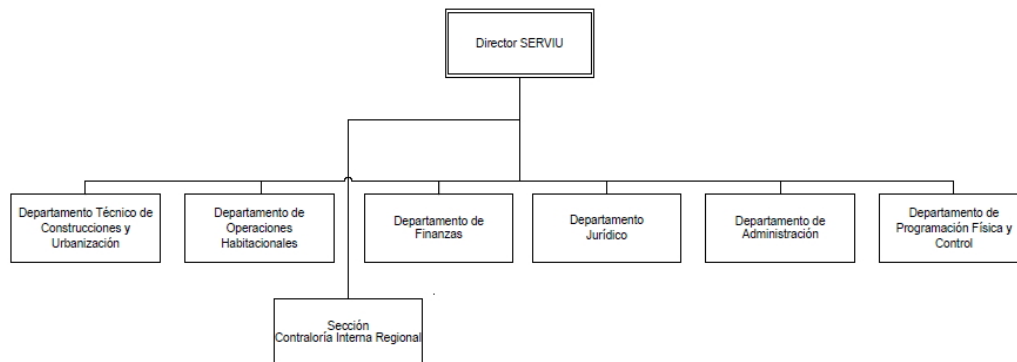 Director SERVIU
Departamento Técnico de
Construcciones y
Urbanización
Departamento de
Operaciones
Habitacionales
Departamento de
Finanzas
Departamento
Jurídico
Departamento de
Administración
Departamento de
Programación Física y
Control
Sección
Contraloría Interna Regional